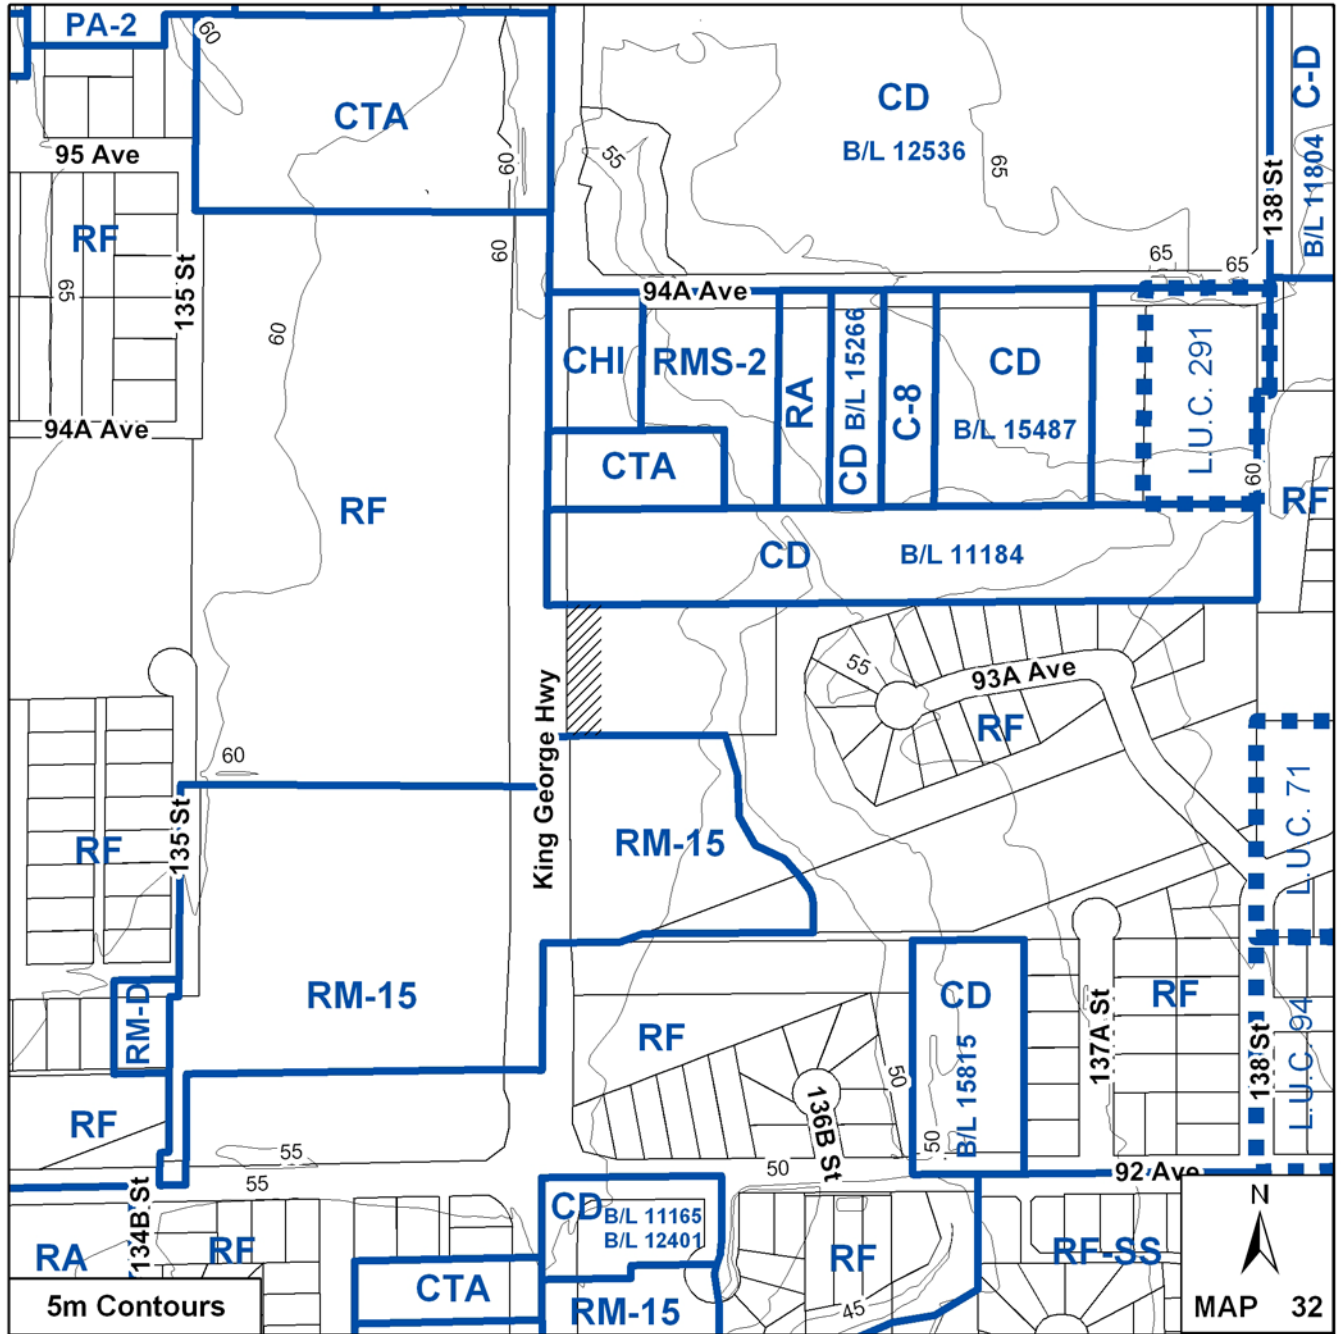 PA-2
60
CTA
CD
B/L 12536
C-D
B/L 11804
138 St
95 Ave
55
60
65
RF
65
135 St
60
60
65
65
94A Ave
CHI
RMS-2
RA
CD B/L 15266
C-8
CD
B/L 15487
L.U.C. 291
60
RF
94A Ave
CTA
RF
CD
B/L 11184
55
93A Ave
RF
King George Hwy
60
135 St
RF
RM-15
L.U.C. 71
RM-D
RM-15
RF
CD
B/L 15815
137A St
RF
138 St
L.U.C. 94
50
136B St
50
RF
55
50
92 Ave
55
134B St
CD
B/L 11165
B/L 12401
RA
RF
CTA
RM-15
RF
45
RF-SS
N
5m Contours
MAP 32